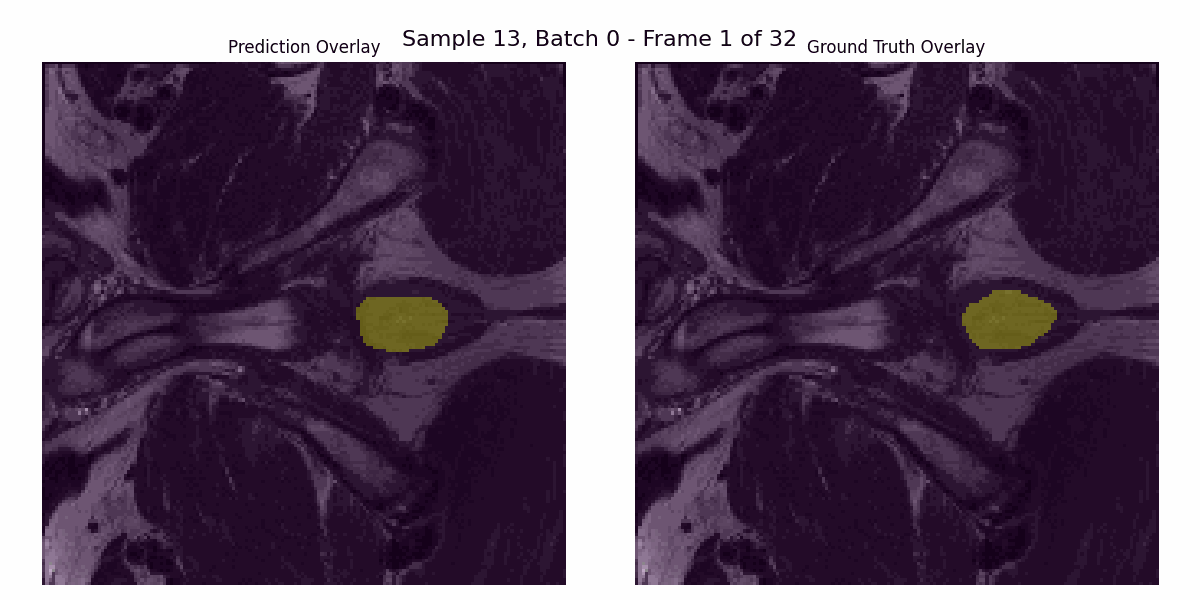 Sample 13, Batch 0 - Frame 1 of 32
Prediction Overlay
Ground Truth Overlay